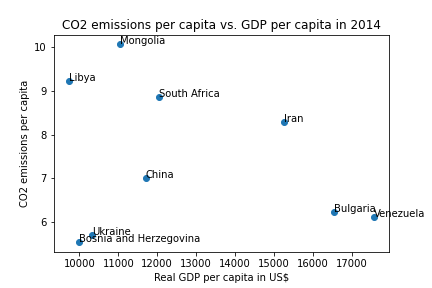 CO2 emissions per capita vs. GDP per capita in 2014
10
Mongolia
Libya
9
South Africa
Iran
8
China
7
Bulgaria
Venezuela
6
Ukraine
Bosnia and Herzegovina
CO2 emissions per capita
10000 11000 12000 13000 14000 15000 16000 17000
Real GDP per capita in US$